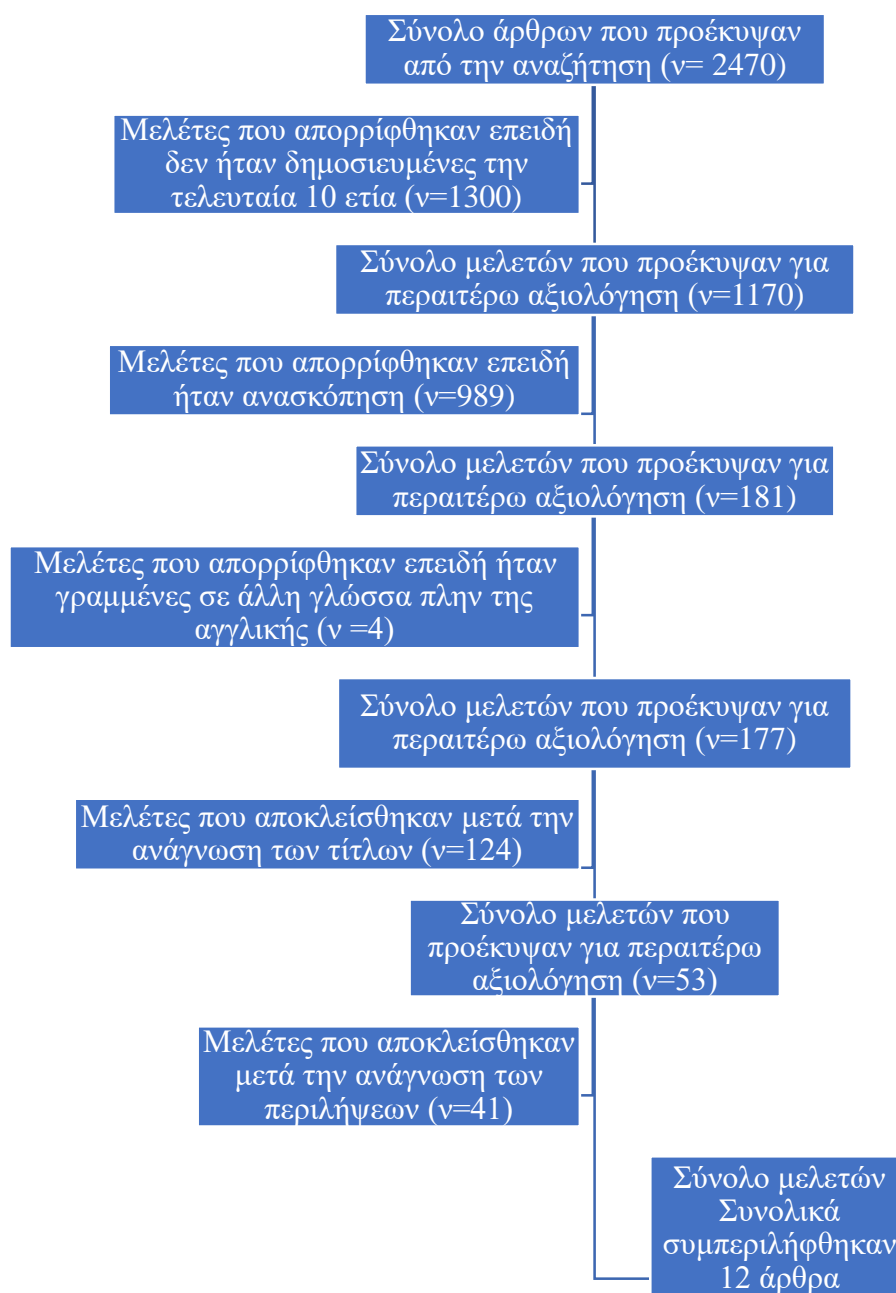 Σύνολο άρθρων που προέκυψαν
από την αναζήτηση (ν= 2470)
Μελέτες που απορρίφθηκαν επειδή
δεν ήταν δημοσιευμένες την
τελευταία 10 ετία (ν=1300)
Σύνολο μελετών που προέκυψαν για
περαιτέρω αξιολόγηση (ν=1170)
Μελέτες που απορρίφθηκαν επειδή
ήταν ανασκόπηση (ν=989)
Σύνολο μελετών που προέκυψαν για
περαιτέρω αξιολόγηση (ν=181)
Μελέτες που απορρίφθηκαν επειδή ήταν
γραμμένες σε άλλη γλώσσα πλην της
αγγλικής (ν =4)
Σύνολο μελετών που προέκυψαν για
περαιτέρω αξιολόγηση (ν=177)
Μελέτες που αποκλείσθηκαν μετά την
ανάγνωση των τίτλων (ν=124)
Σύνολο μελετών που
προέκυψαν για περαιτέρω
αξιολόγηση (ν=53)
Μελέτες που αποκλείσθηκαν
μετά την ανάγνωση των
περιλήψεων (ν=41)
Σύνολο μελετών
Συνολικά
συμπεριλήφθηκαν
12 άρθρα